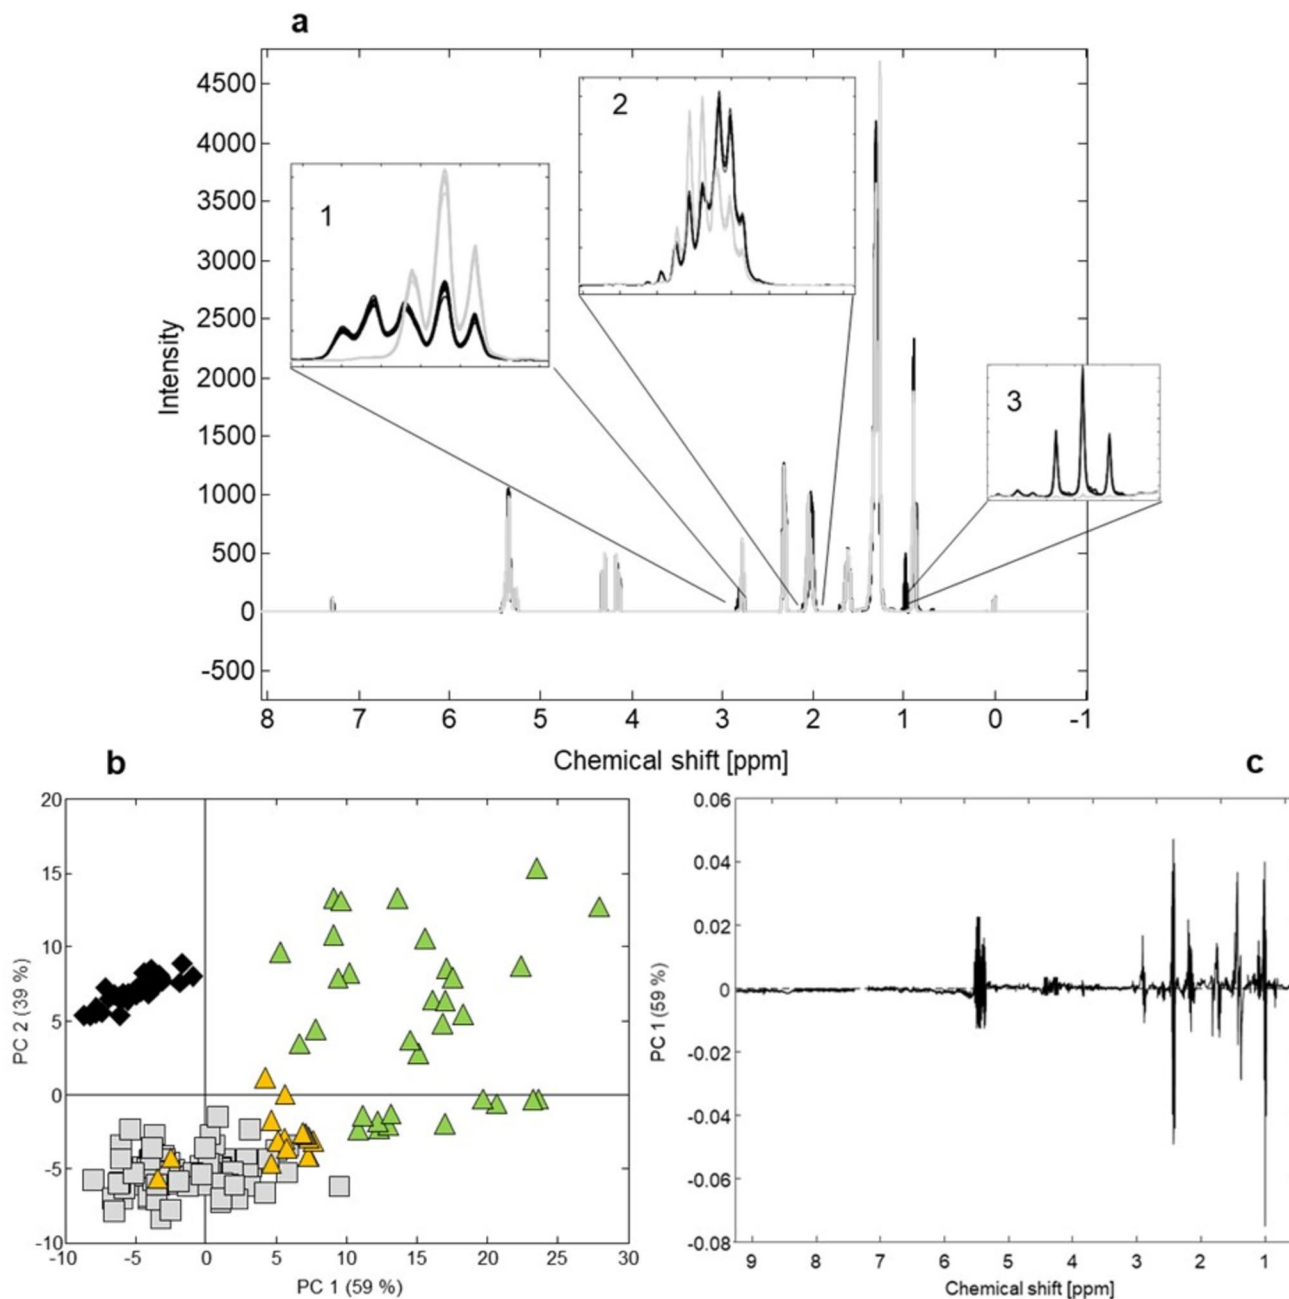 a
4500
4000
3500
3000
2500
2000
1500
1000
500
0
-500
Intensity
1
2
3
8 7 6 5 4 3 2 1 0 -1
Chemical shift [ppm]
b
20
15
10
5
0
-5
-10
PC 2 (39 %)
-10 -5 0 5 10 15 20 25 30
PC 1 (59 %)
c
0.06
0.04
0.02
0
-0.02
-0.04
-0.06
-0.08
PC 1 (59 %)
9 8 7 6 5 4 3 2 1
Chemical shift [ppm]